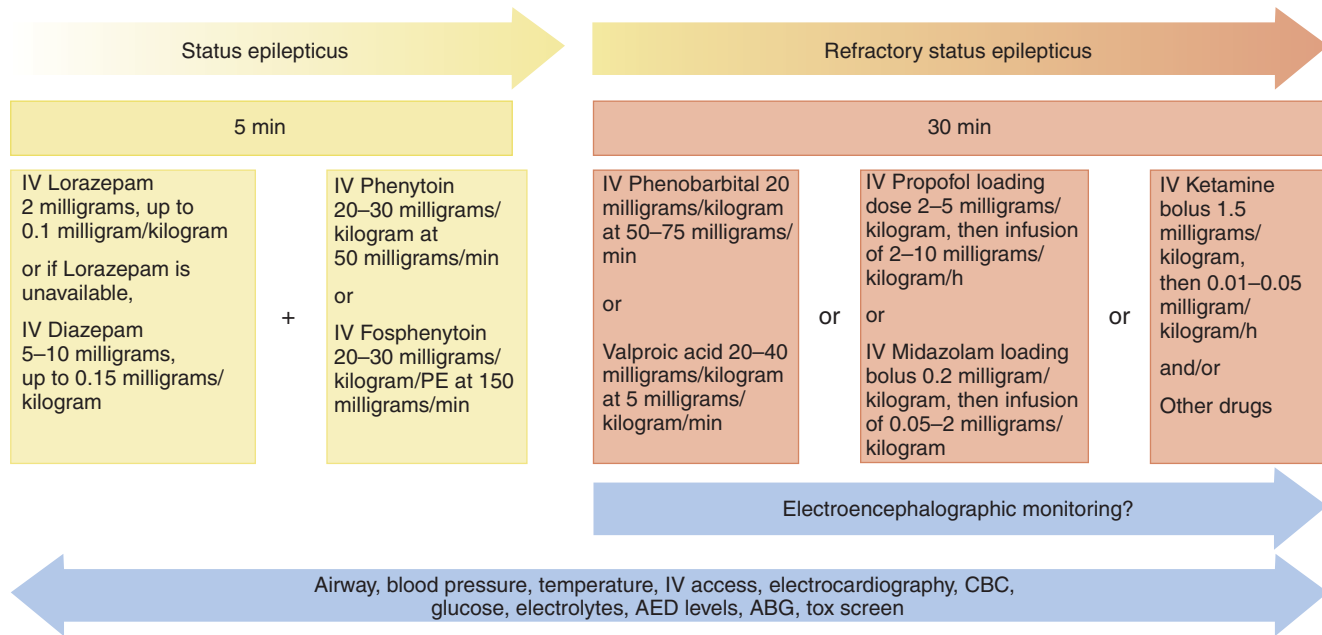 Status epilepticus
Refractory status epilepticus
5 min
30 min
IV Lorazepam
2 milligrams, up to
0.1 milligram/kilogram
or if Lorazepam is
unavailable,
IV Diazepam
5–10 milligrams,
up to 0.15 milligrams/
kilogram
+
IV Phenytoin
20–30 milligrams/
kilogram at
50 milligrams/min
or
IV Fosphenytoin
20–30 milligrams/
kilogram/PE at 150
milligrams/min
IV Phenobarbital 20
milligrams/kilogram
at 50–75 milligrams/
min
or
Valproic acid 20–40
milligrams/kilogram
at 5 milligrams/
kilogram/min
or
IV Propofol loading
dose 2–5 milligrams/
kilogram, then infusion
of 2–10 milligrams/
kilogram/h
or
IV Midazolam loading
bolus 0.2 milligram/
kilogram, then infusion
of 0.05–2 milligrams/
kilogram
or
IV Ketamine
bolus 1.5
milligrams/
kilogram,
then 0.01–0.05
milligram/
kilogram/h
and/or
Other drugs
Electroencephalographic monitoring?
Airway, blood pressure, temperature, IV access, electrocardiography, CBC,
glucose, electrolytes, AED levels, ABG, tox screen